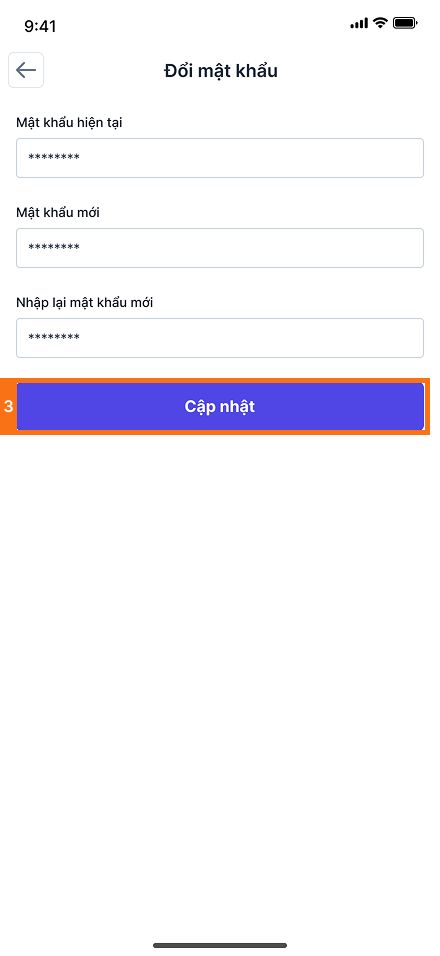 9:41
Đổi mật khẩu
Mật khẩu hiện tại
********
Mật khẩu mới
********
Nhập lại mật khẩu mới
********
3
Cập nhật